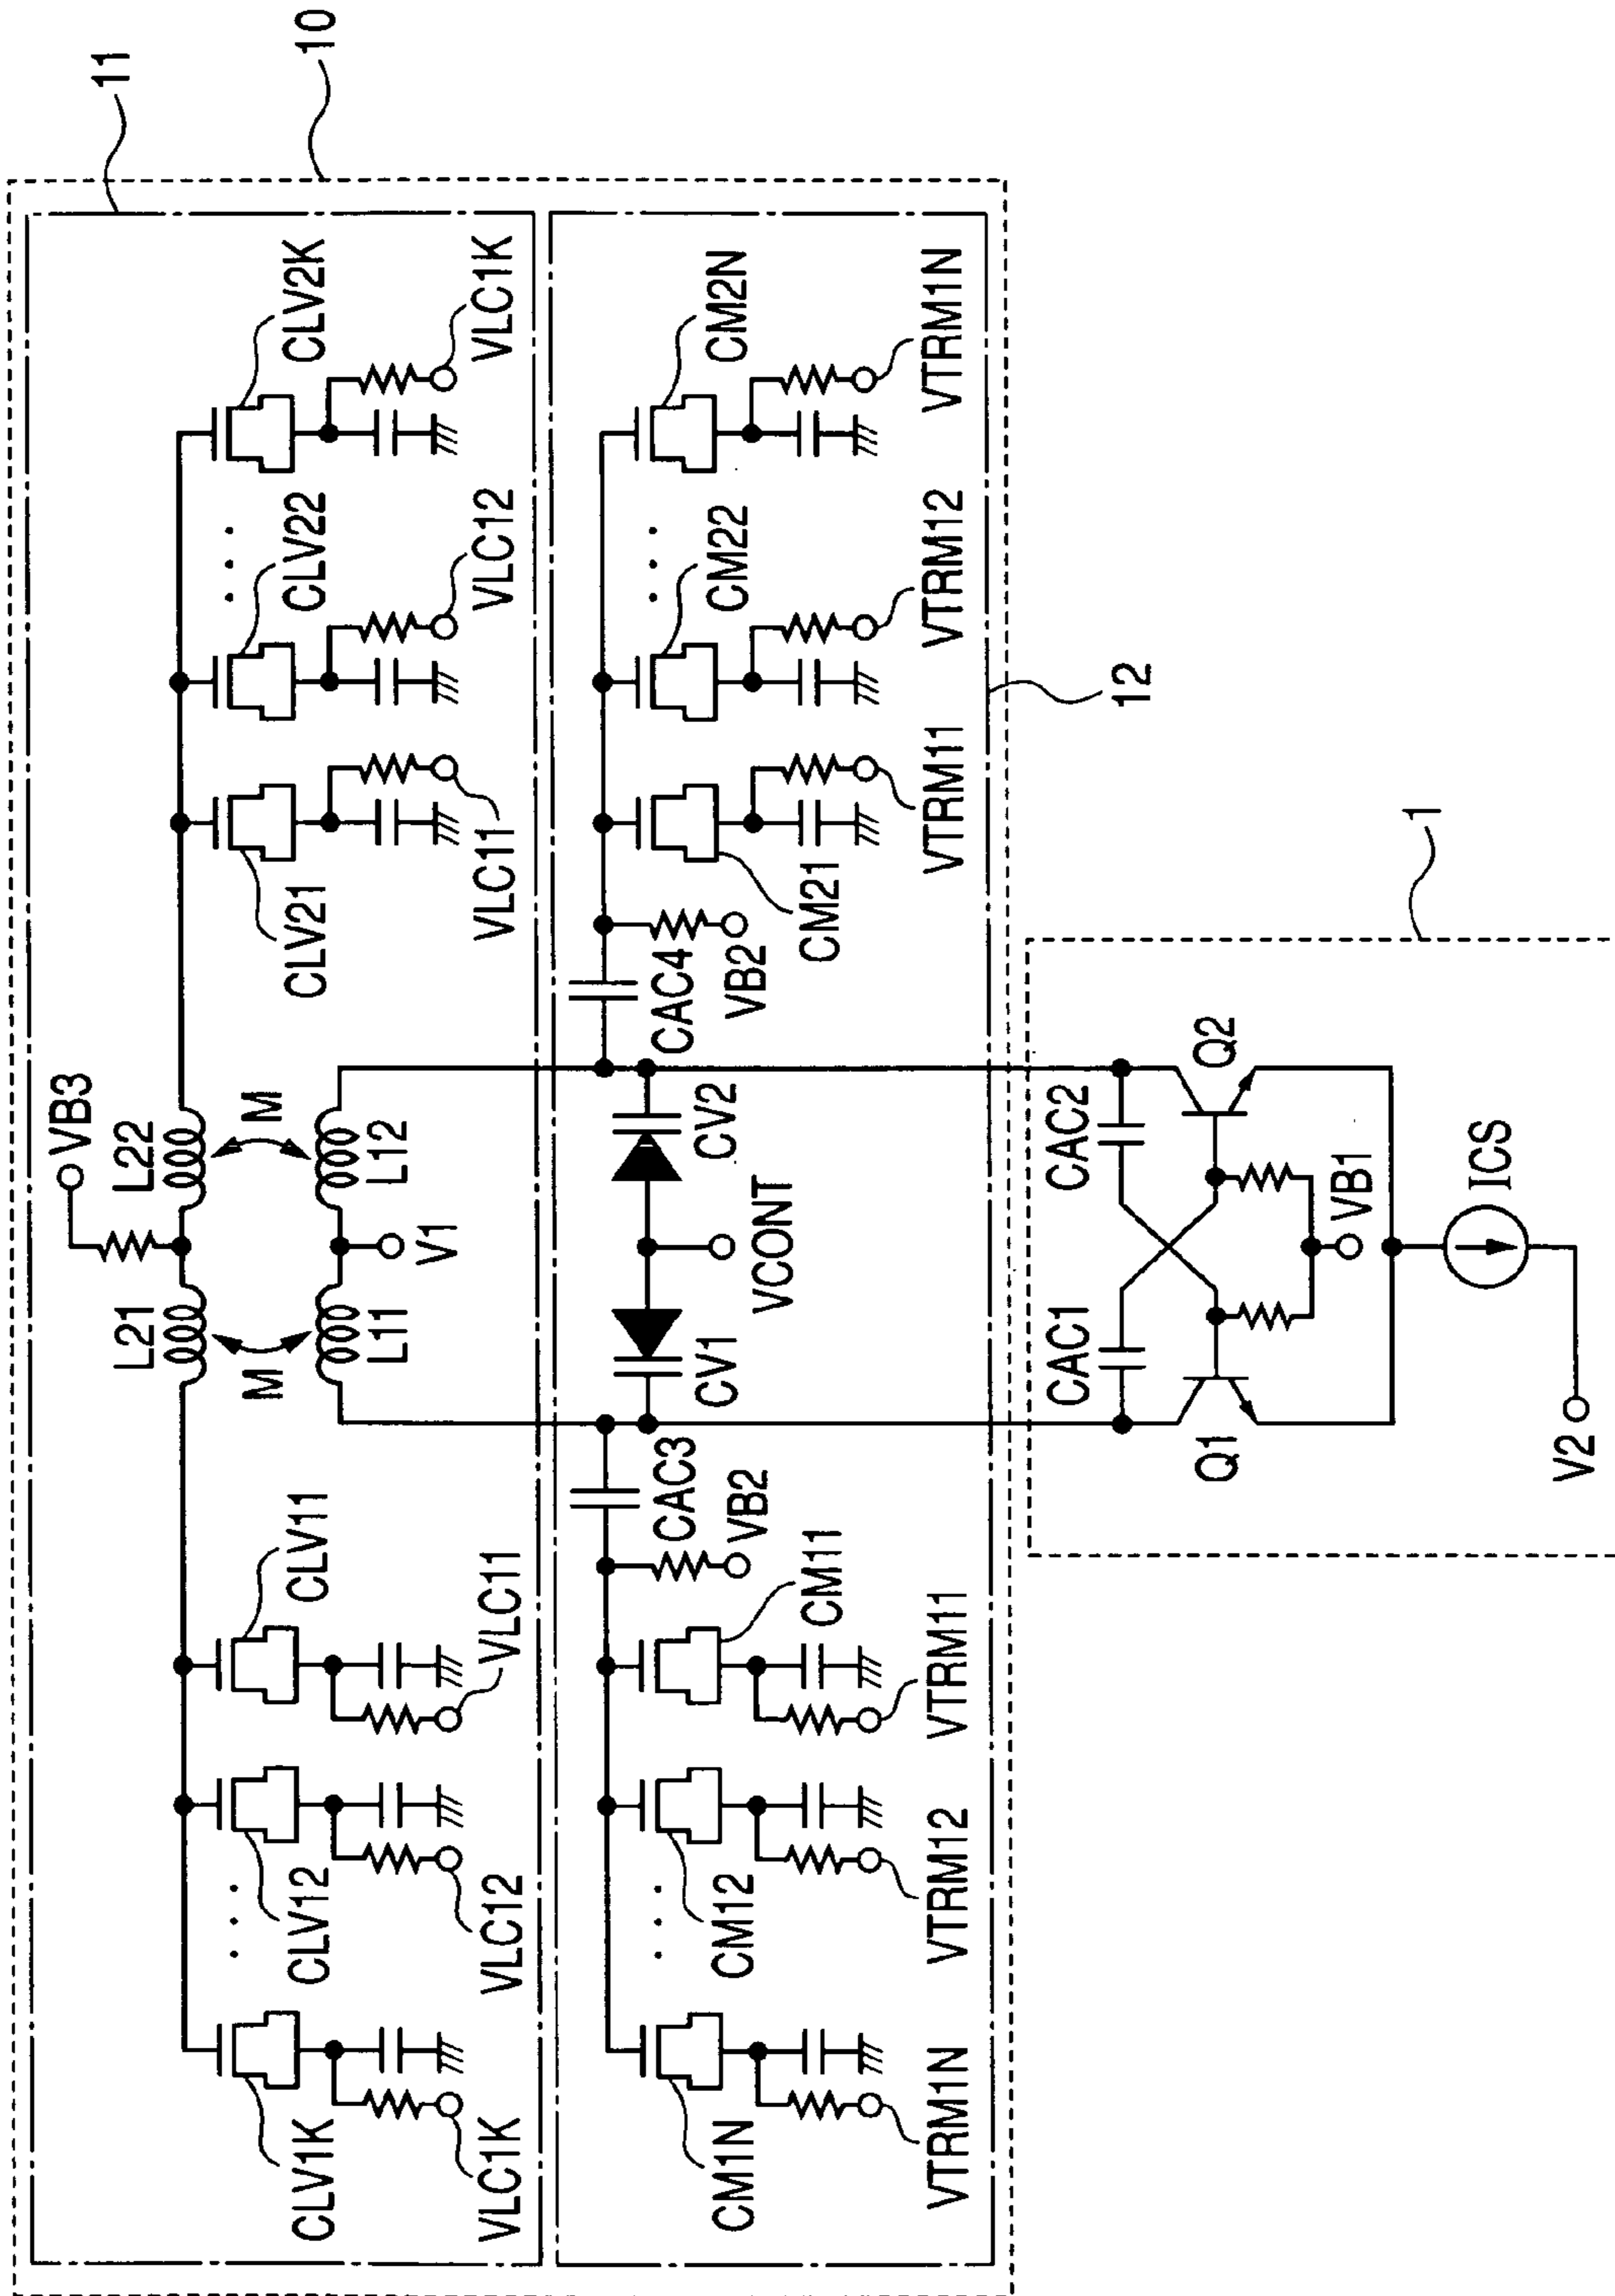 11
10
VB3
L21
L22
M
M
L11
L12
V1
CLV1K
CLV12
CLV11
CLV21
CLV22
CLV2K
VLC1K
VLC12
VLC11
VLC11
VLC12
VLC1K
CAC3
CV1
CV2
CAC4
VB2
VCONT
VB2
CM1N
CM12
CM11
CM21
CM22
CM2N
VTRM1N
VTRM12
VTRM11
VTRM11
VTRM12
VTRM1N
12
1
CAC1
CAC2
Q1
Q2
VB1
ICS
V2